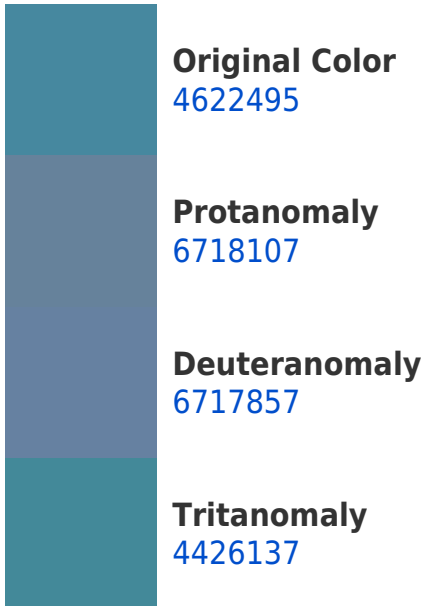 Original Color
4622495
Protanomaly
6718107
Deuteranomaly
6717857
Tritanomaly
4426137